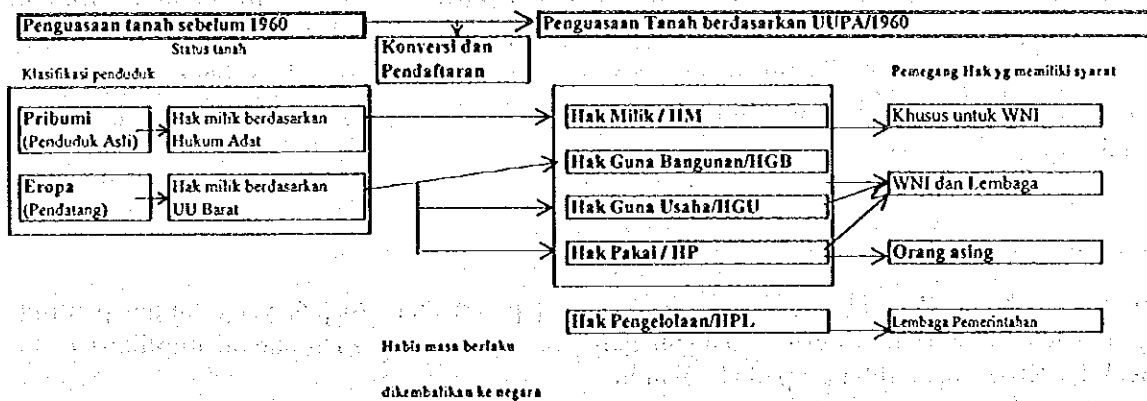 Penguasaan tanah sebelum 1960
Penguasaan Tanah berdasarkan UUPA/1960
Status tanah
Konversi dan
Pendaftaran
Klasifikasi penduduk
Pemegang Hak yg memiliki syarat
Pribumi
(Penduduk Asli)
Hak milik berdasarkan
Hukum Adat
Eropa
(Pendatang)
Hak milik berdasarkan
UU Barat
Hak Milik / HM
Hak Guna Bangunan/HGB
Hak Guna Usaha/HGU
Hak Pakai / HP
Hak Pengelolaan/HPL
Khusus untuk WNI
WNI dan Lembaga
Orang asing
Lembaga Pemerintahan
Habis masa berlaku
dikembalikan ke negara